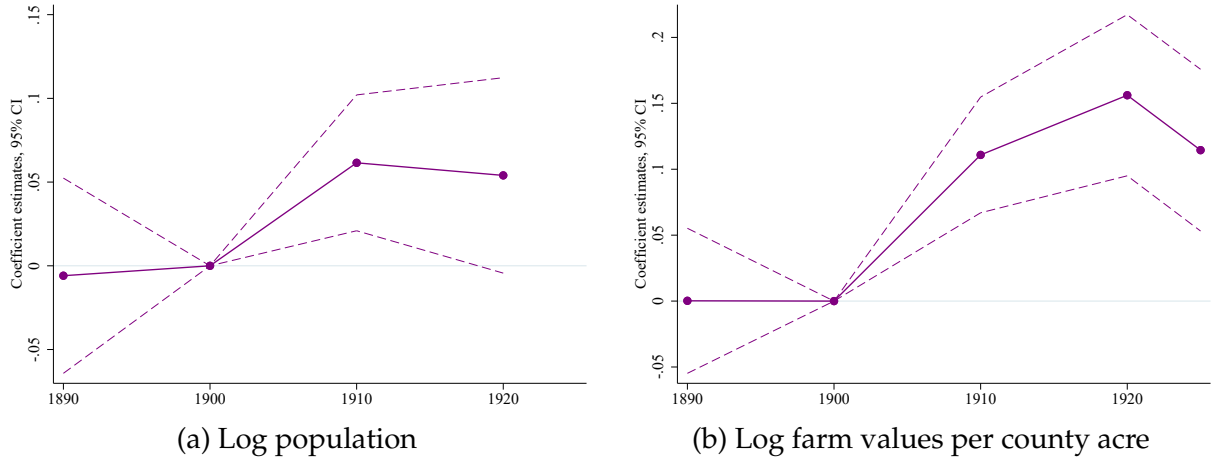 Coefficient estimates, 95% CI
.15
.1
.05
0
-.05
1890 1900 1910 1920
(a) Log population
Coefficient estimates, 95% CI
.2
.15
.1
.05
0
-.05
1890 1900 1910 1920
(b) Log farm values per county acre